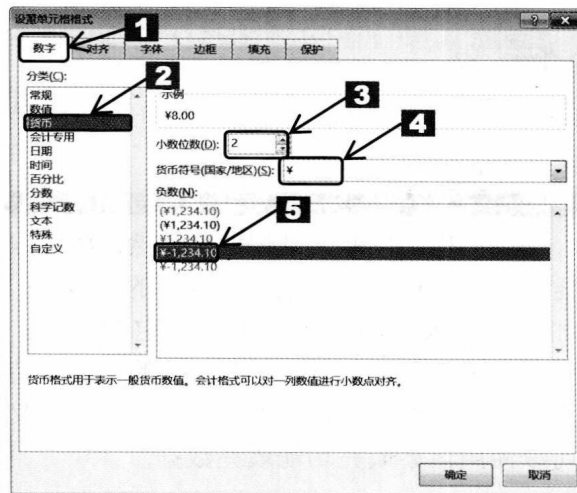 设置单元格格式
1
数字 对齐 字体 边框 填充 保护
分类(C):
2
常规
数值
货币
会计专用
日期
时间
百分比
分数
科学记数
文本
特殊
自定义
示例
¥8.00
3
小数位数(D): 2
4
货币符号(国家/地区)(S): ¥
负数(N):
(¥1,234.10)
(¥1,234.10)
5
¥1,234.10
¥-1,234.10
¥-1,234.10
货币格式用于表示一般货币数值。会计格式可以对一列数值进行小数点对齐。
确定 取消